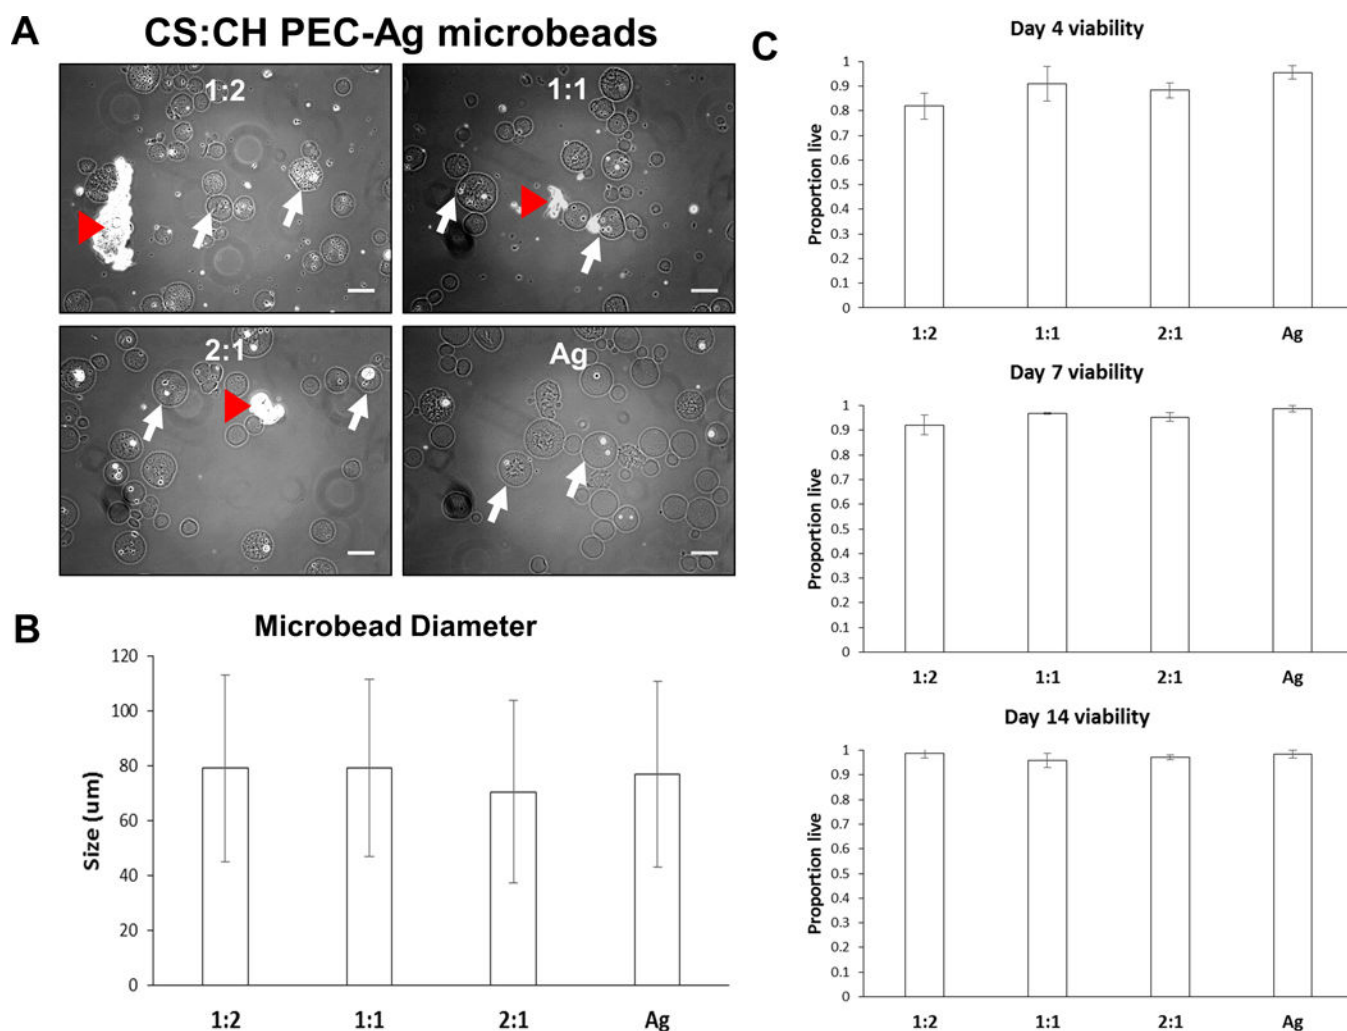 A
CS:CH PEC-Ag microbeads
1:2
1:1
2:1
Ag
B
Microbead Diameter
Size (um)
120
100
80
60
40
20
0
1:2 1:1 2:1 Ag
C
Day 4 viability
Proportion live
1
0.9
0.8
0.7
0.6
0.5
0.4
0.3
0.2
0.1
0
1:2 1:1 2:1 Ag
Day 7 viability
Proportion live
1
0.9
0.8
0.7
0.6
0.5
0.4
0.3
0.2
0.1
0
1:2 1:1 2:1 Ag
Day 14 viability
Proportion live
1
0.9
0.8
0.7
0.6
0.5
0.4
0.3
0.2
0.1
0
1:2 1:1 2:1 Ag